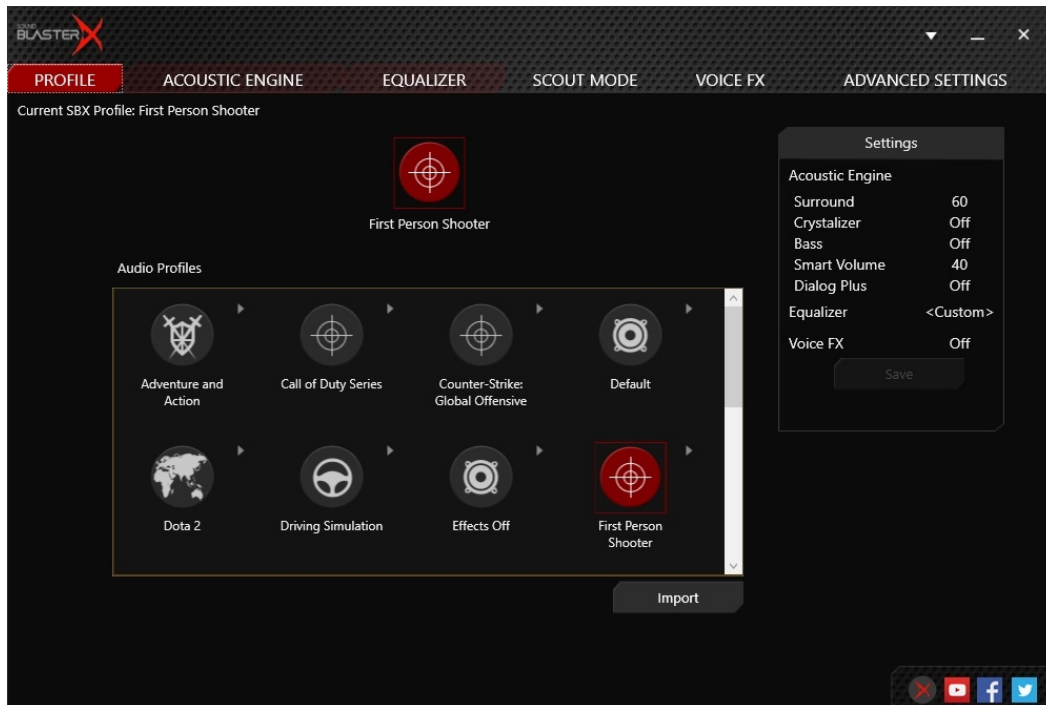 SOUND
BLASTERX
PROFILE ACOUSTIC ENGINE EQUALIZER SCOUT MODE VOICE FX ADVANCED SETTINGS
Current SBX Profile: First Person Shooter
First Person Shooter
Audio Profiles
Adventure and
Action
Call of Duty Series
Counter-Strike:
Global Offensive
Default
Dota 2
Driving Simulation
Effects Off
First Person
Shooter
Import
Settings
Acoustic Engine
Surround 60
Crystalizer Off
Bass Off
Smart Volume 40
Dialog Plus Off
Equalizer <Custom>
Voice FX Off
Save